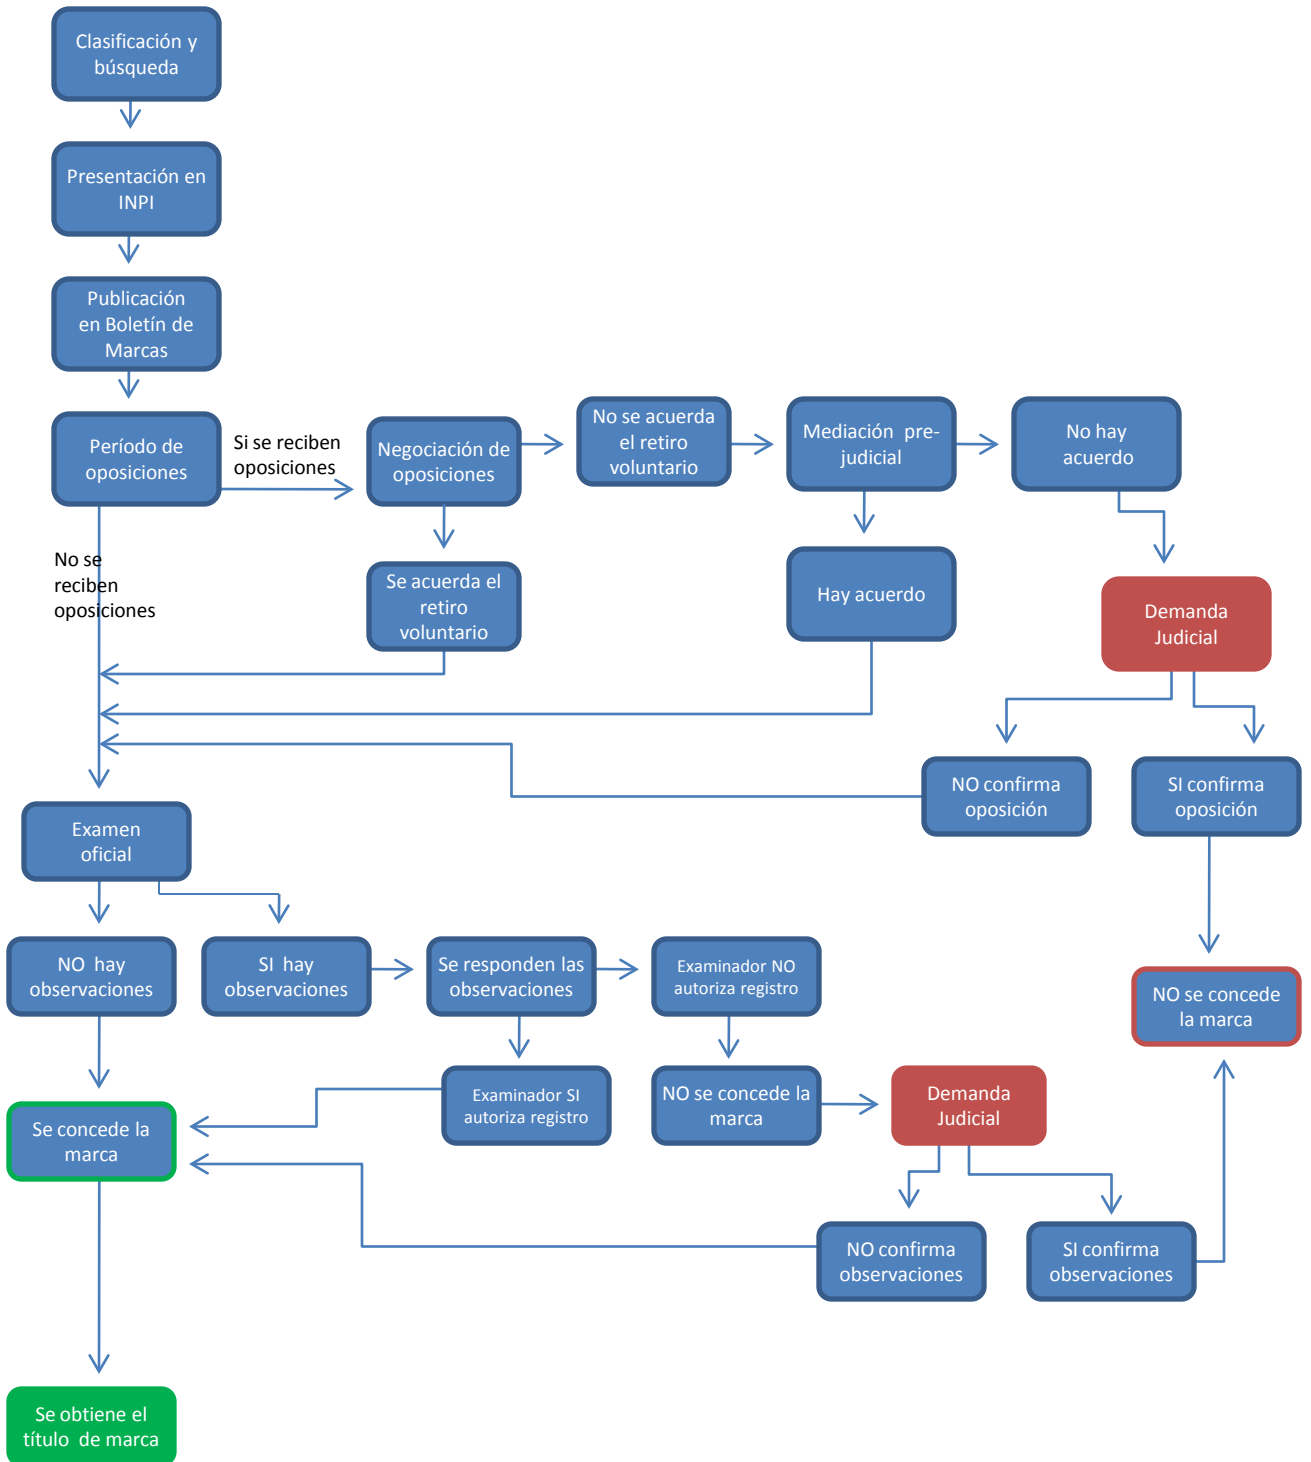 Clasificación y
búsqueda
Presentación en
INPI
Publicación
en Boletín de
Marcas
Período de
oposiciones
Si se reciben
oposiciones
Negociación de
oposiciones
No se acuerda
el retiro
voluntario
Mediación pre-
judicial
No hay
acuerdo
No se
reciben
oposiciones
Se acuerda el
retiro
voluntario
Hay acuerdo
Demanda
Judicial
NO confirma
oposición
SI confirma
oposición
Examen
oficial
NO hay
observaciones
SI hay
observaciones
Se responden las
observaciones
Examinador NO
autoriza registro
NO se concede
la marca
Se concede la
marca
Examinador SI
autoriza registro
NO se concede la
marca
Demanda
Judicial
NO confirma
observaciones
SI confirma
observaciones
Se obtiene el
título de marca